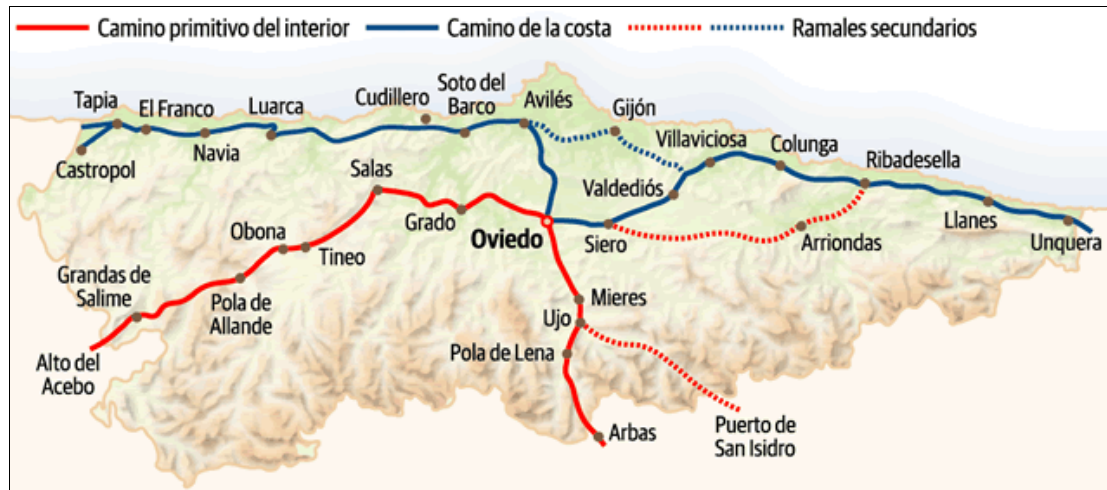 Camino primitivo del interior
Camino de la costa
Ramales secundarios
Tapia
El Franco
Luarca
Cudillero
Soto del
Barco
Avilés
Gijón
Villaviciosa
Colunga
Ribadesella
Castropol
Navia
Salas
Valdediós
Grado
Oviedo
Siero
Arriondas
Llanes
Unquera
Obona
Tineo
Grandas de
Salime
Pola de
Allande
Mieres
Ujo
Alto del
Acebo
Pola de Lena
Arbas
Puerto de
San Isidro